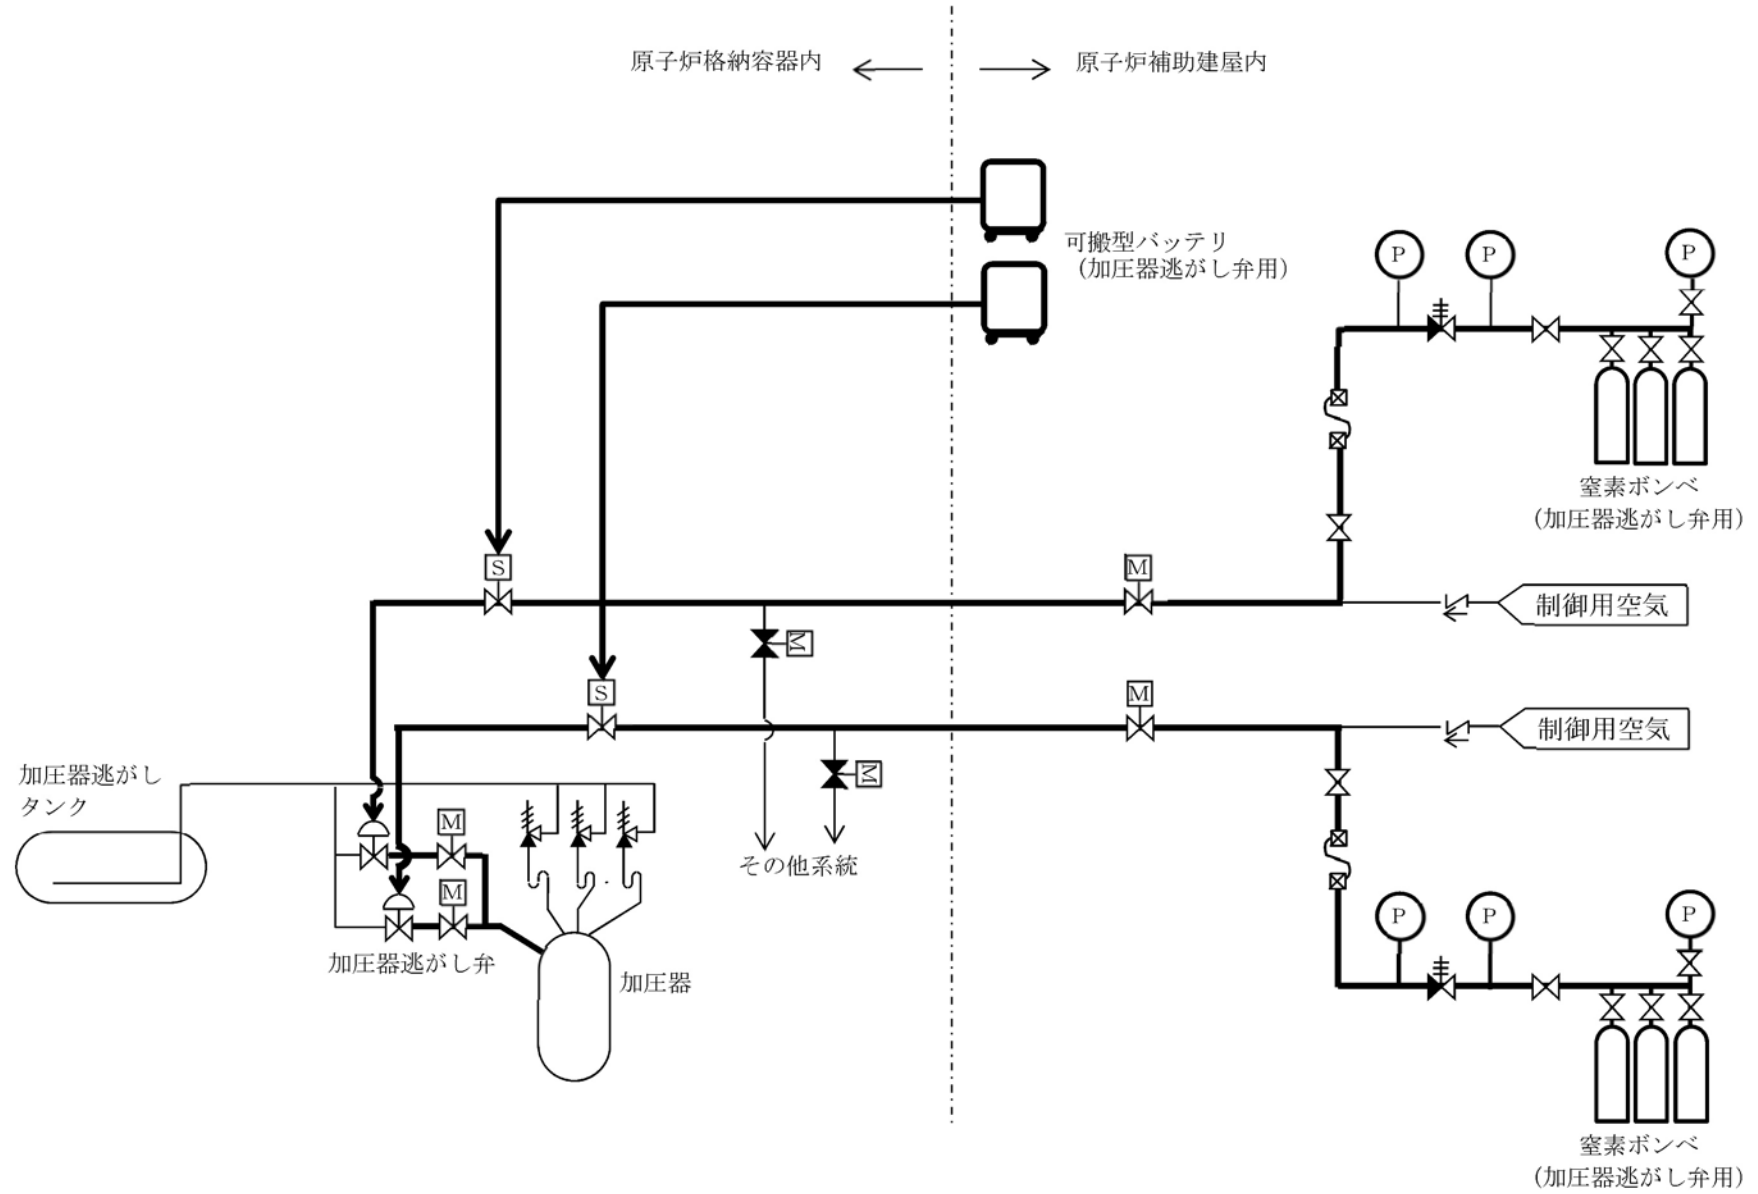 原子炉格納容器内
原子炉補助建屋内
可搬型バッテリ
(加圧器逃がし弁用)
P
P
P
窒素ボンベ
(加圧器逃がし弁用)
S
M
制御用空気
M
S
M
制御用空気
M
加圧器逃がし
タンク
M
M
その他系統
加圧器逃がし弁
加圧器
P
P
P
窒素ボンベ
(加圧器逃がし弁用)